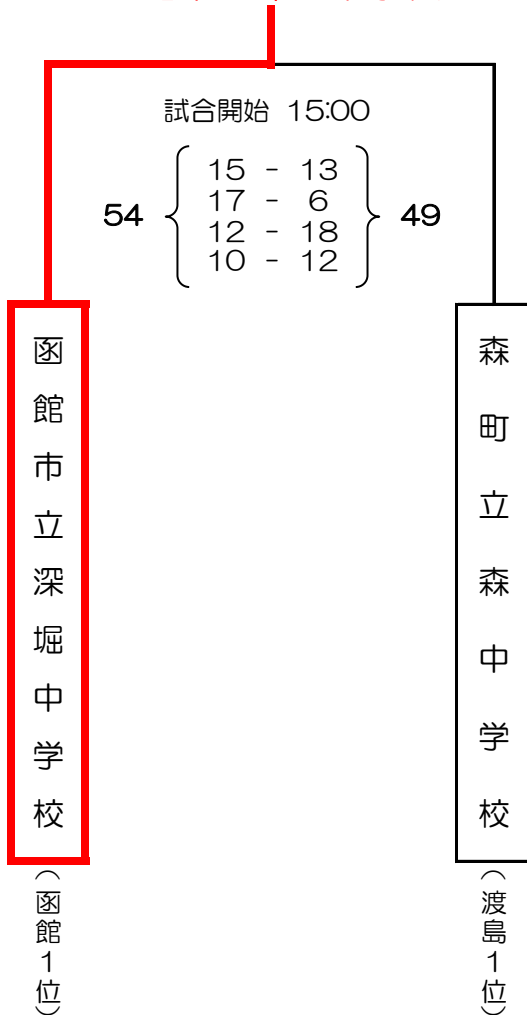 試合開始 15:00
15 - 13
17 - 6
54 49
12 - 18
10 - 12
函館市立深堀中学校
(函館1位)
森町立森中学校
(渡島1位)